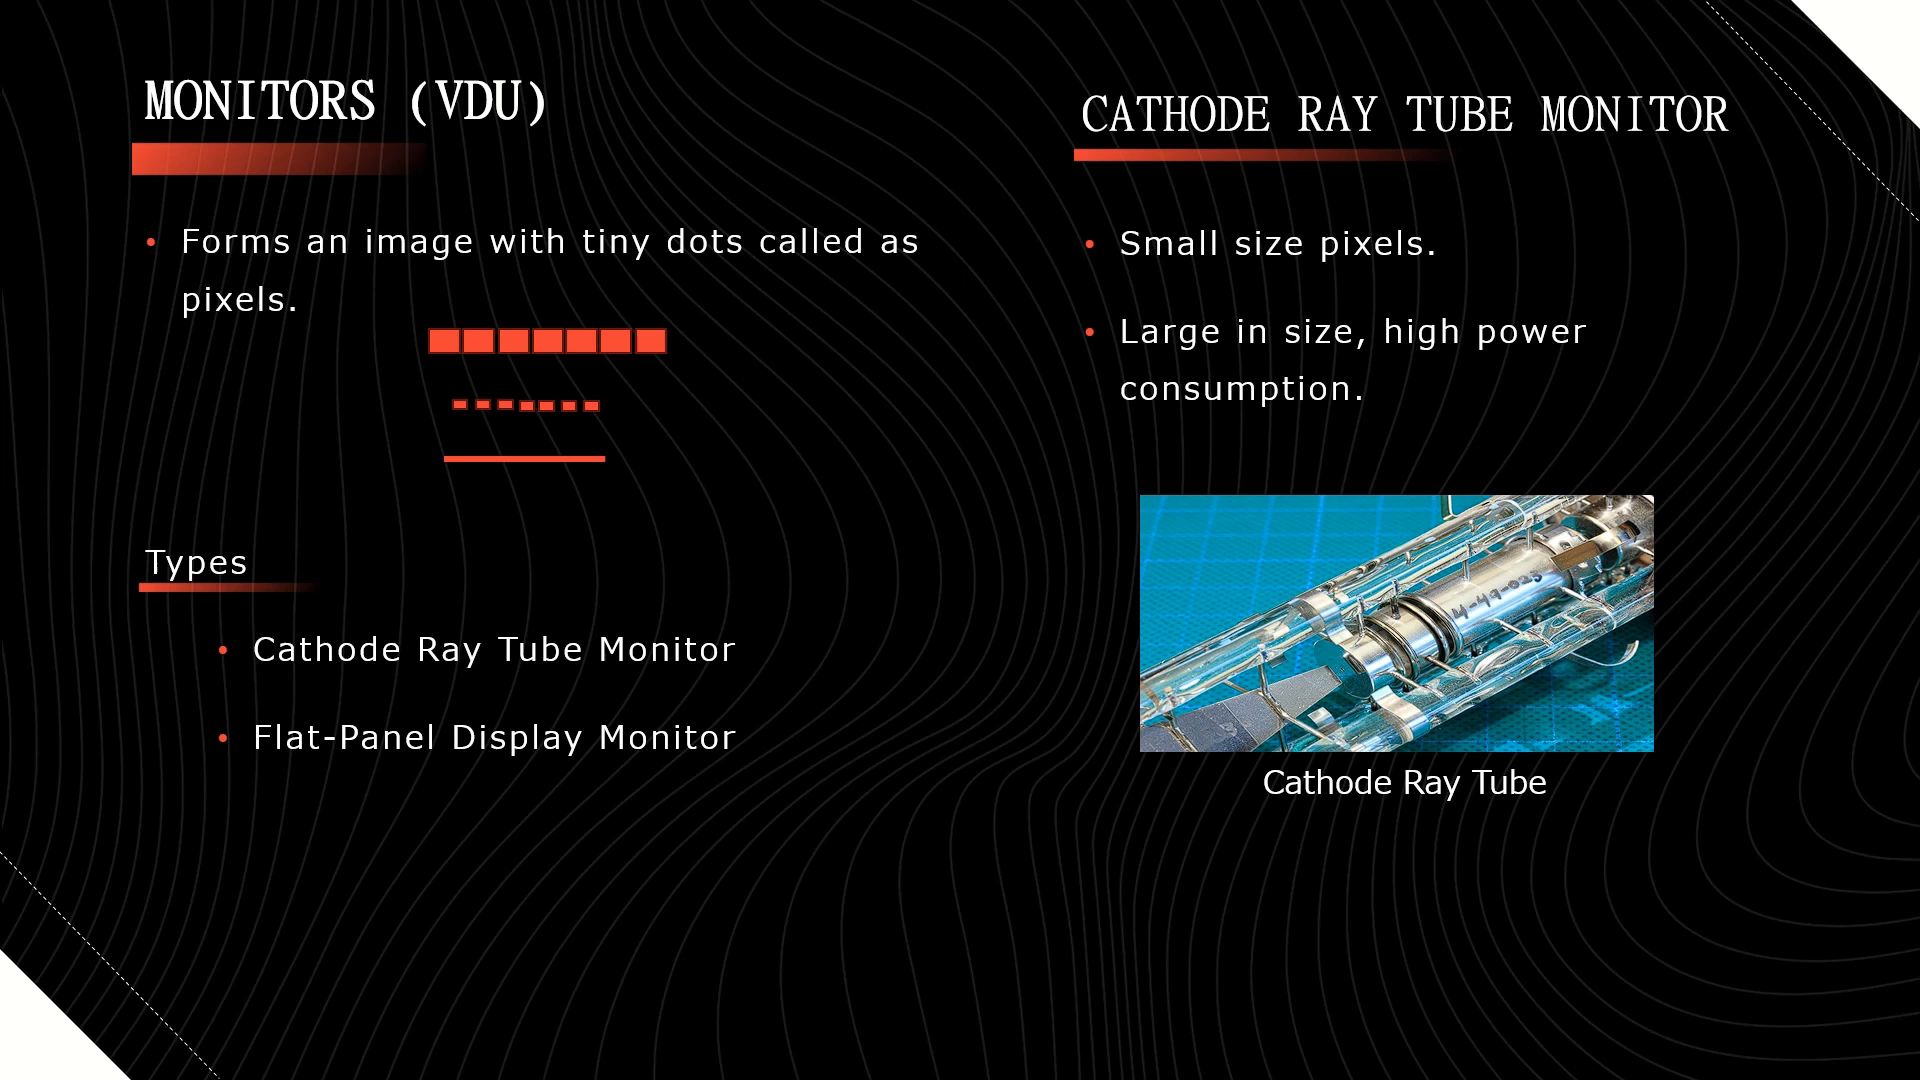 MONITORS (VDU)
Forms an image with tiny dots called as
pixels.
Types
Cathode Ray Tube Monitor
Flat-Panel Display Monitor
CATHODE RAY TUBE MONITOR
Small size pixels.
Large in size, high power
consumption.
Cathode Ray Tube